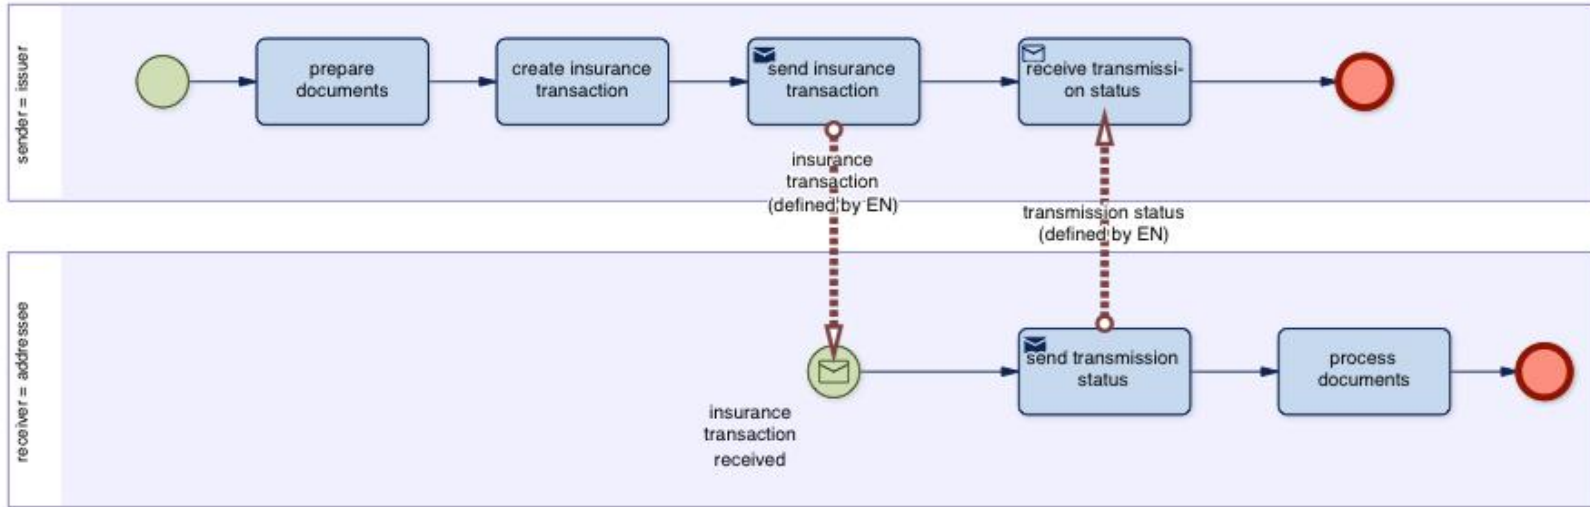 sender = issuer
prepare
documents
create insurance
transaction
send insurance
transaction
receive transmissi-
on status
insurance
transaction
(defined by EN)
transmission status
(defined by EN)
receiver = addressee
insurance
transaction
received
send transmission
status
process
documents